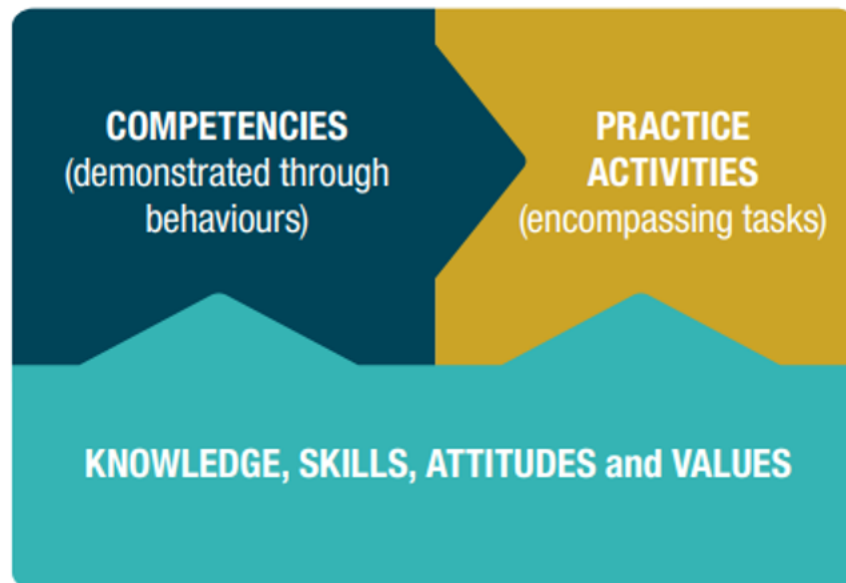 COMPETENCIES
(demonstrated through
behaviours)
PRACTICE
ACTIVITIES
(encompassing tasks)
KNOWLEDGE, SKILLS, ATTITUDES and VALUES